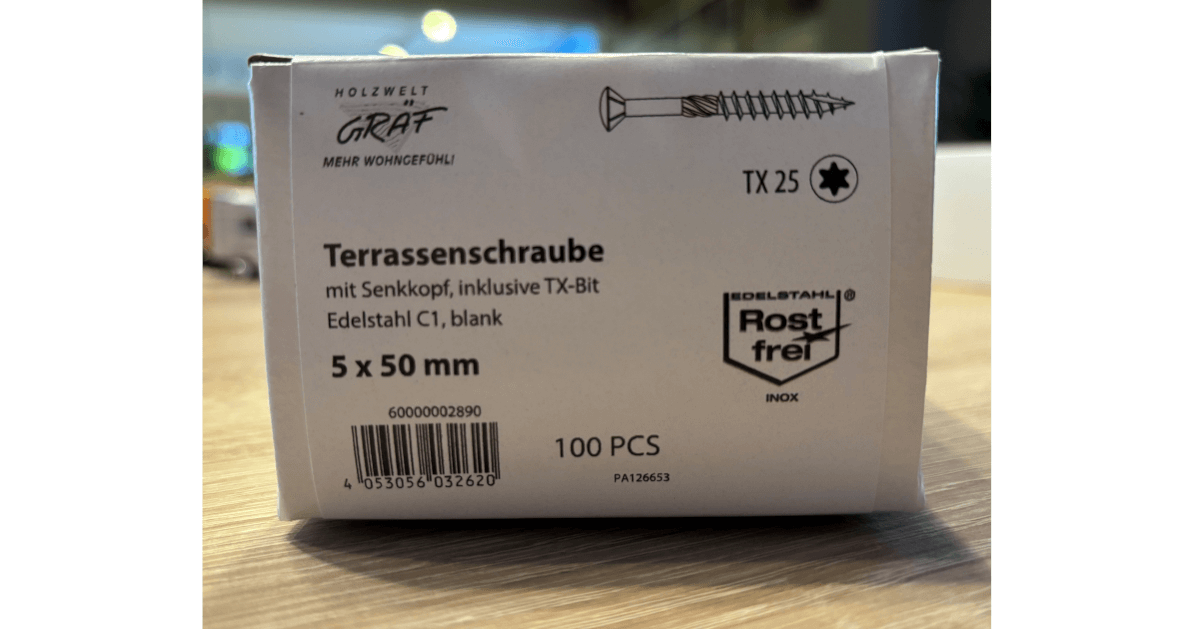 HOLZWELT
GRÄF
MEHR WOHNGEFÜHL!
TX 25
Terrassenschraube
mit Senkkopf, inklusive TX-Bit
Edelstahl C1, blank
5 x 50 mm
EDELSTAHL ®
Rost
frei
INOX
60000002890
4 053056 032620
100 PCS
PA126653